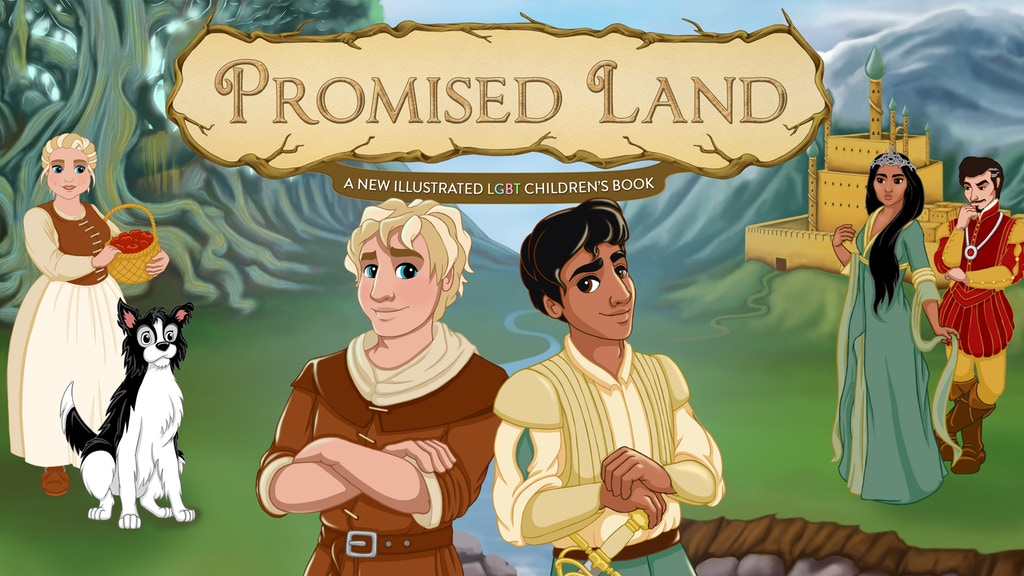 PROMISED LAND
A NEW ILLUSTRATED LGBT CHILDREN'S BOOK